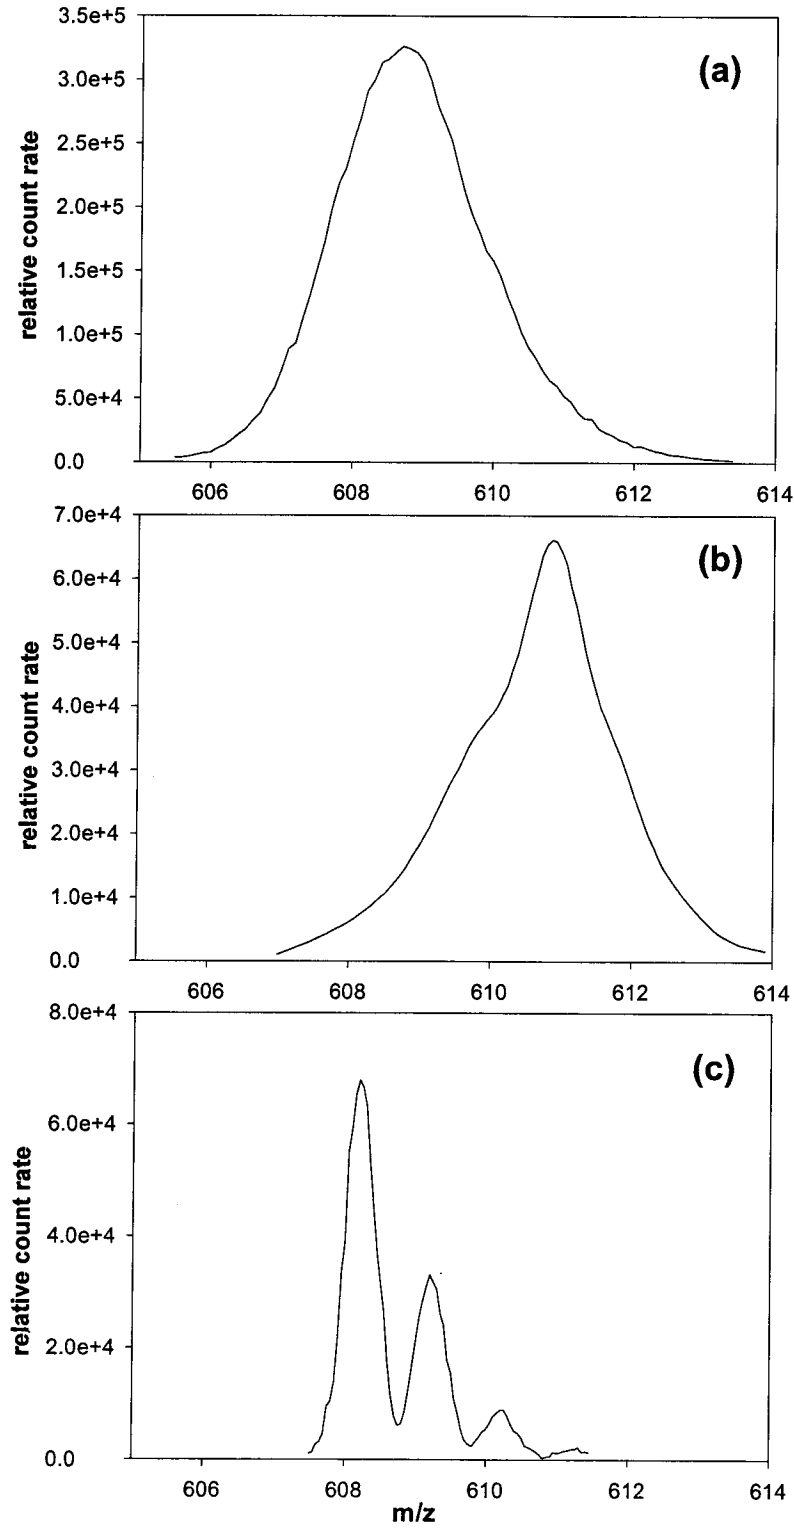 3.5e+5
(a)
3.0e+5
2.5e+5
2.0e+5
1.5e+5
1.0e+5
5.0e+4
0.0
relative count rate
606 608 610 612 614
7.0e+4
(b)
6.0e+4
5.0e+4
4.0e+4
3.0e+4
2.0e+4
1.0e+4
0.0
relative count rate
606 608 610 612 614
8.0e+4
(c)
6.0e+4
4.0e+4
2.0e+4
0.0
relative count rate
606 608 610 612 614
m/z